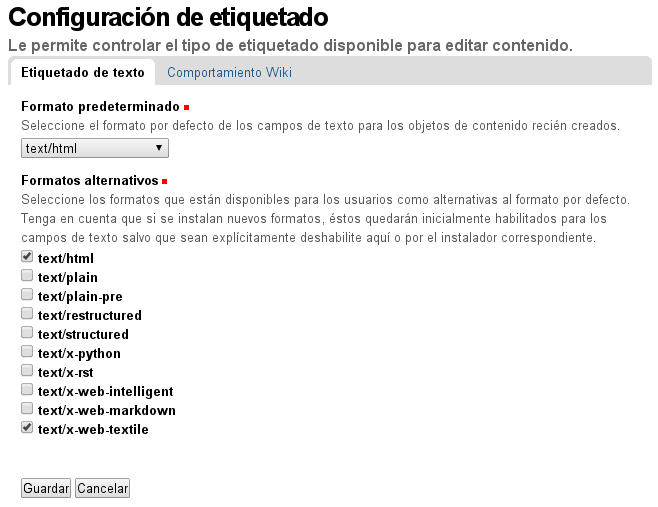 Configuración de etiquetado
Le permite controlar el tipo de etiquetado disponible para editar contenido.
Etiquetado de texto Comportamiento Wiki
Formato predeterminado
Seleccione el formato por defecto de los campos de texto para los objetos de contenido recién creados.
text/html
Formatos alternativos
Seleccione los formatos que están disponibles para los usuarios como alternativas al formato por defecto.
Tenga en cuenta que si se instalan nuevos formatos, éstos quedarán inicialmente habilitados para los
campos de texto salvo que sean explícitamente deshabilite aquí o por el instalador correspondiente.
text/html
text/plain
text/plain-pre
text/restructured
text/structured
text/x-python
text/x-rst
text/x-web-intelligent
text/x-web-markdown
text/x-web-textile
Guardar Cancelar